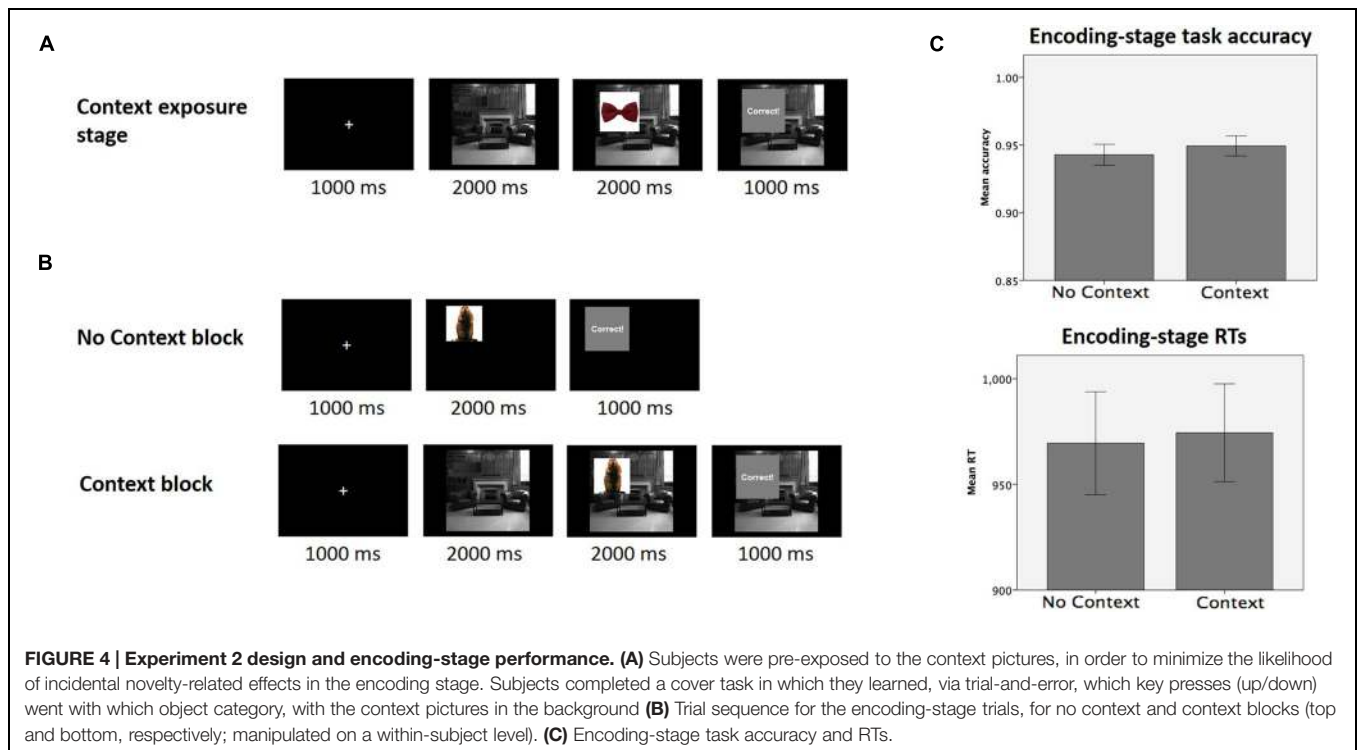 A
Context exposure
stage
+
Correct!
1000 ms
2000 ms
2000 ms
1000 ms
B
No Context block
+
Correct!
1000 ms
2000 ms
1000 ms
Context block
+
Correct!
1000 ms
2000 ms
2000 ms
1000 ms
C
Encoding-stage task accuracy
Mean accuracy
1.00
0.95
0.90
0.85
No Context
Context
Encoding-stage RTs
Mean RT
1,000
950
900
No Context
Context
FIGURE 4 | Experiment 2 design and encoding-stage performance. (A) Subjects were pre-exposed to the context pictures, in order to minimize the likelihood
of incidental novelty-related effects in the encoding stage. Subjects completed a cover task in which they learned, via trial-and-error, which key presses (up/down)
went with which object category, with the context pictures in the background (B) Trial sequence for the encoding-stage trials, for no context and context blocks (top
and bottom, respectively; manipulated on a within-subject level). (C) Encoding-stage task accuracy and RTs.